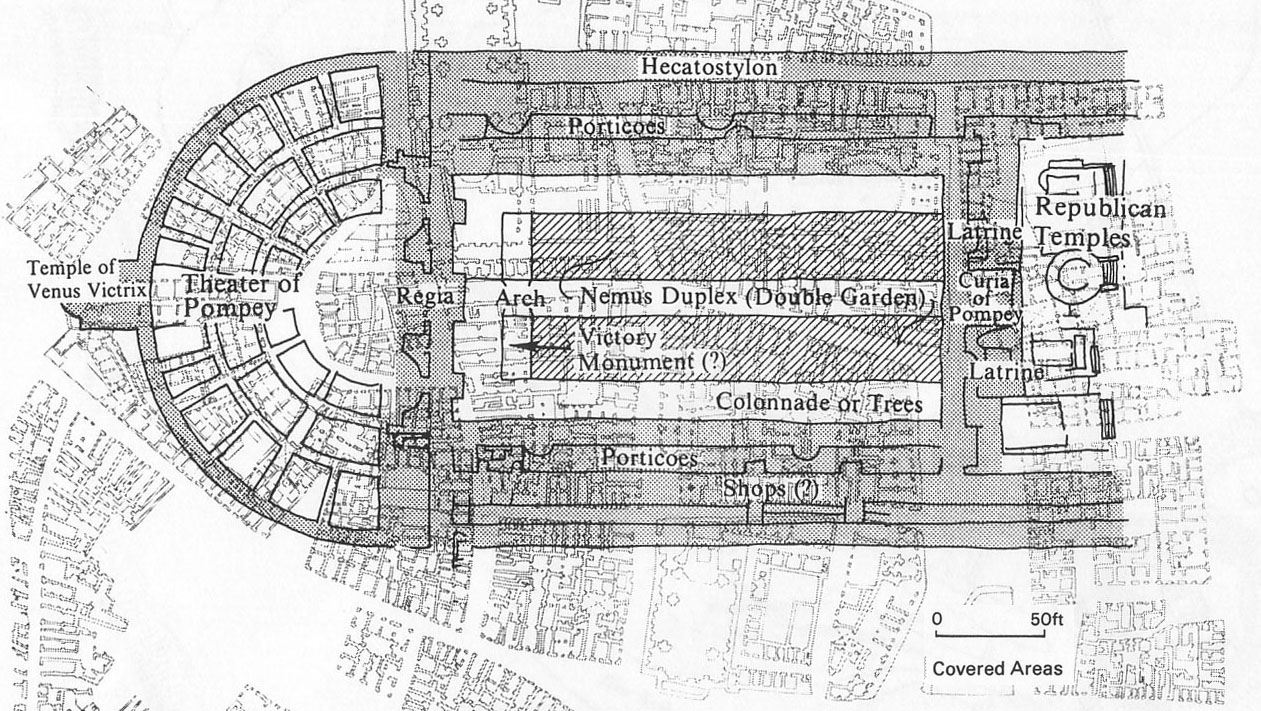 Hecatostylon
Porticoes
Republican
Temples
Latrine
Temple of
Venus Victrix
Theater of
Pompey
Regia
Arch
Nemus Duplex (Double Garden)
Curia
of
Pompey
Victory
Monument (?)
Latrine
Colonnade or Trees
Porticoes
Shops (?)
0 50ft
Covered Areas